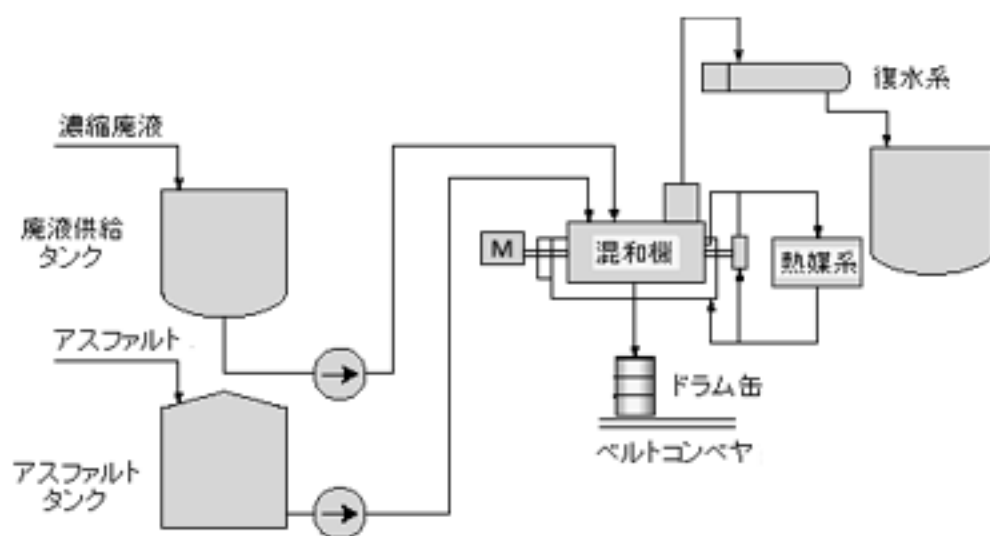 濃縮廃液
廃液供給
タンク
アスファルト
アスファルト
タンク
M
混和機
復水系
熱媒系
ドラム缶
ベルトコンベヤ